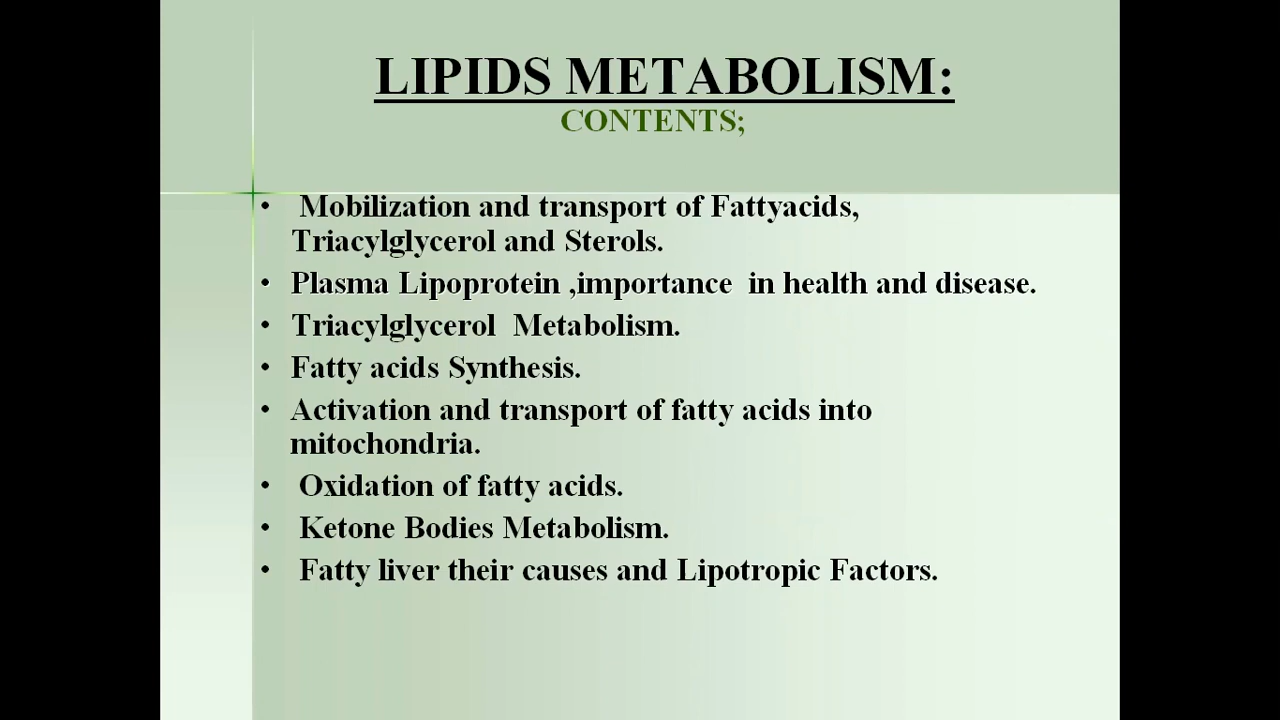 LIPIDS METABOLISM:
CONTENTS;
• Mobilization and transport of Fattyacids,
Triacylglycerol and Sterols.
• Plasma Lipoprotein ,importance in health and disease.
• Triacylglycerol Metabolism.
• Fatty acids Synthesis.
• Activation and transport of fatty acids into
mitochondria.
• Oxidation of fatty acids.
• Ketone Bodies Metabolism.
• Fatty liver their causes and Lipotropic Factors.